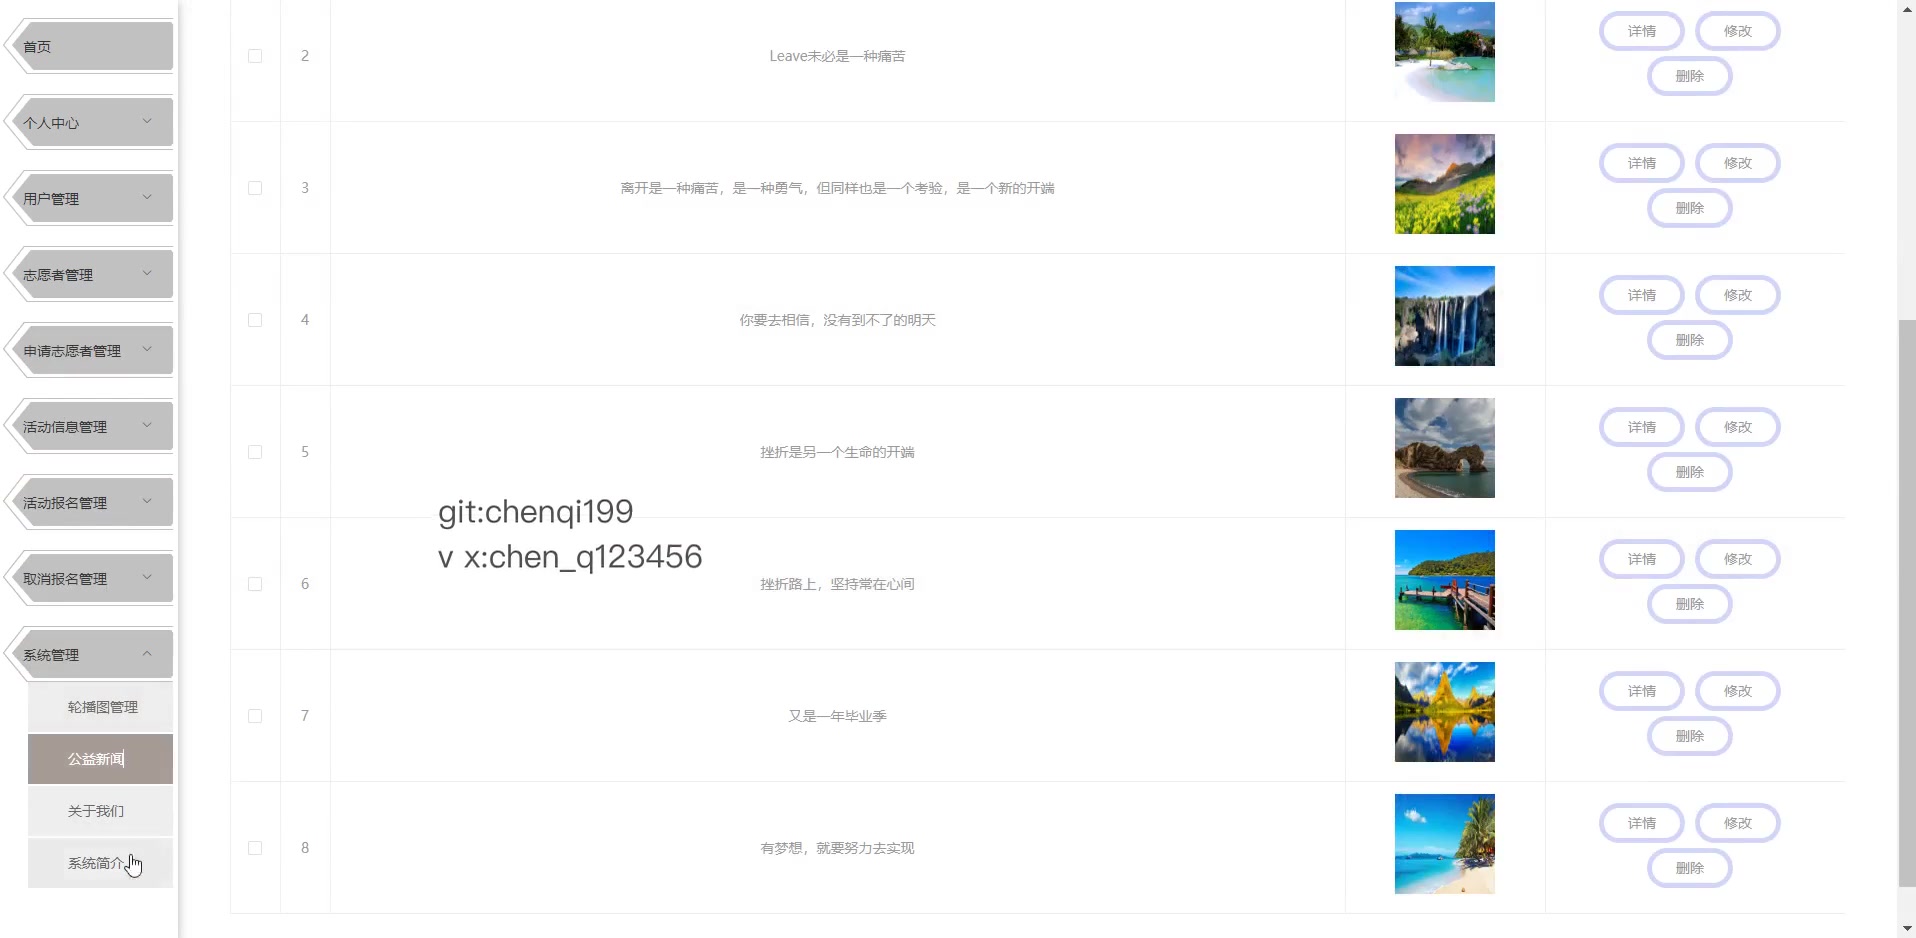 首页
个人中心
用户管理
志愿者管理
申请志愿者管理
活动信息管理
活动报名管理
取消报名管理
系统管理
轮播图管理
公益新闻
关于我们
系统简介
2
Leave未必是一种痛苦
详情
修改
删除
3
离开是一种痛苦，是一种勇气，但同样也是一个考验，是一个新的开端
详情
修改
删除
4
你要去相信，没有到不了的明天
详情
修改
删除
5
挫折是另一个生命的开端
详情
修改
删除
git:chenqi199
v x:chen_q123456
6
挫折路上，坚持常在心间
详情
修改
删除
7
又是一年毕业季
详情
修改
删除
8
有梦想，就要努力去实现
详情
修改
删除